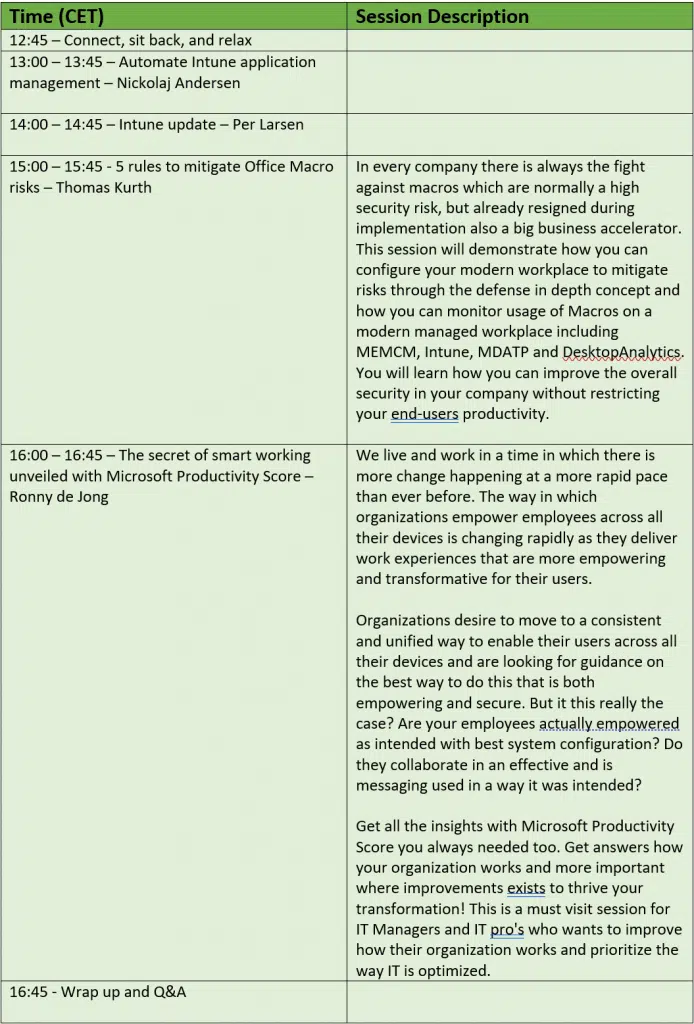 Time (CET)
Session Description
12:45 – Connect, sit back, and relax
13:00 – 13:45 – Automate Intune application
management – Nickolaj Andersen
14:00 – 14:45 – Intune update – Per Larsen
15:00 – 15:45 - 5 rules to mitigate Office Macro
risks – Thomas Kurth
In every company there is always the fight
against macros which are normally a high
security risk, but already resigned during
implementation also a big business accelerator.
This session will demonstrate how you can
configure your modern workplace to mitigate
risks through the defense in depth concept and
how you can monitor usage of Macros on a
modern managed workplace including
MEMCM, Intune, MDATP and DesktopAnalytics.
You will learn how you can improve the overall
security in your company without restricting
your end-users productivity.
16:00 – 16:45 – The secret of smart working
unveiled with Microsoft Productivity Score –
Ronny de Jong
We live and work in a time in which there is
more change happening at a more rapid pace
than ever before. The way in which
organizations empower employees across all
their devices is changing rapidly as they deliver
work experiences that are more empowering
and transformative for their users.
Organizations desire to move to a consistent
and unified way to enable their users across all
their devices and are looking for guidance on
the best way to do this that is both
empowering and secure. But it this really the
case? Are your employees actually empowered
as intended with best system configuration? Do
they collaborate in an effective and is
messaging used in a way it was intended?
Get all the insights with Microsoft Productivity
Score you always needed too. Get answers how
your organization works and more important
where improvements exists to thrive your
transformation! This is a must visit session for
IT Managers and IT pro's who wants to improve
how their organization works and prioritize the
way IT is optimized.
16:45 - Wrap up and Q&A